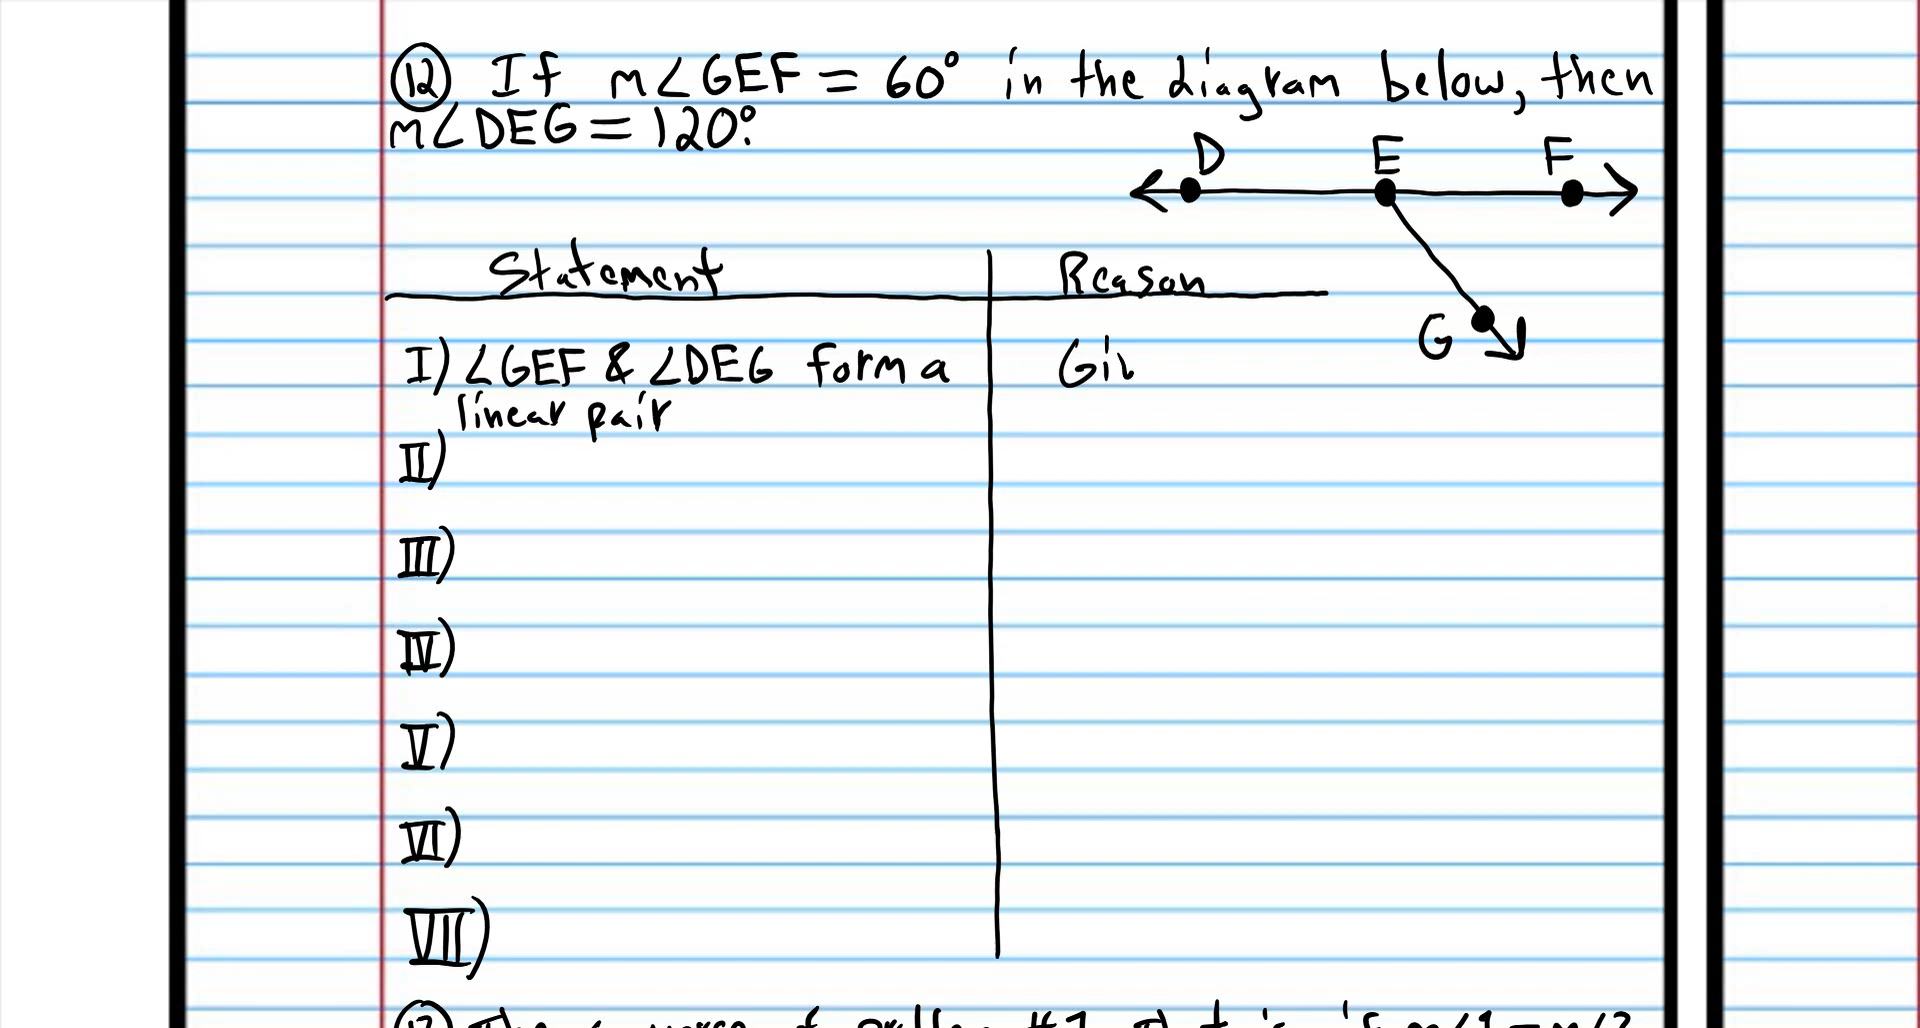 12 If m∠GEF = 60° in the diagram below, then
m∠DEG = 120°.
D E F
G
Statement Reason
I) ∠GEF & ∠DEG form a Giv
linear pair
II)
III)
IV)
V)
VI)
VII)